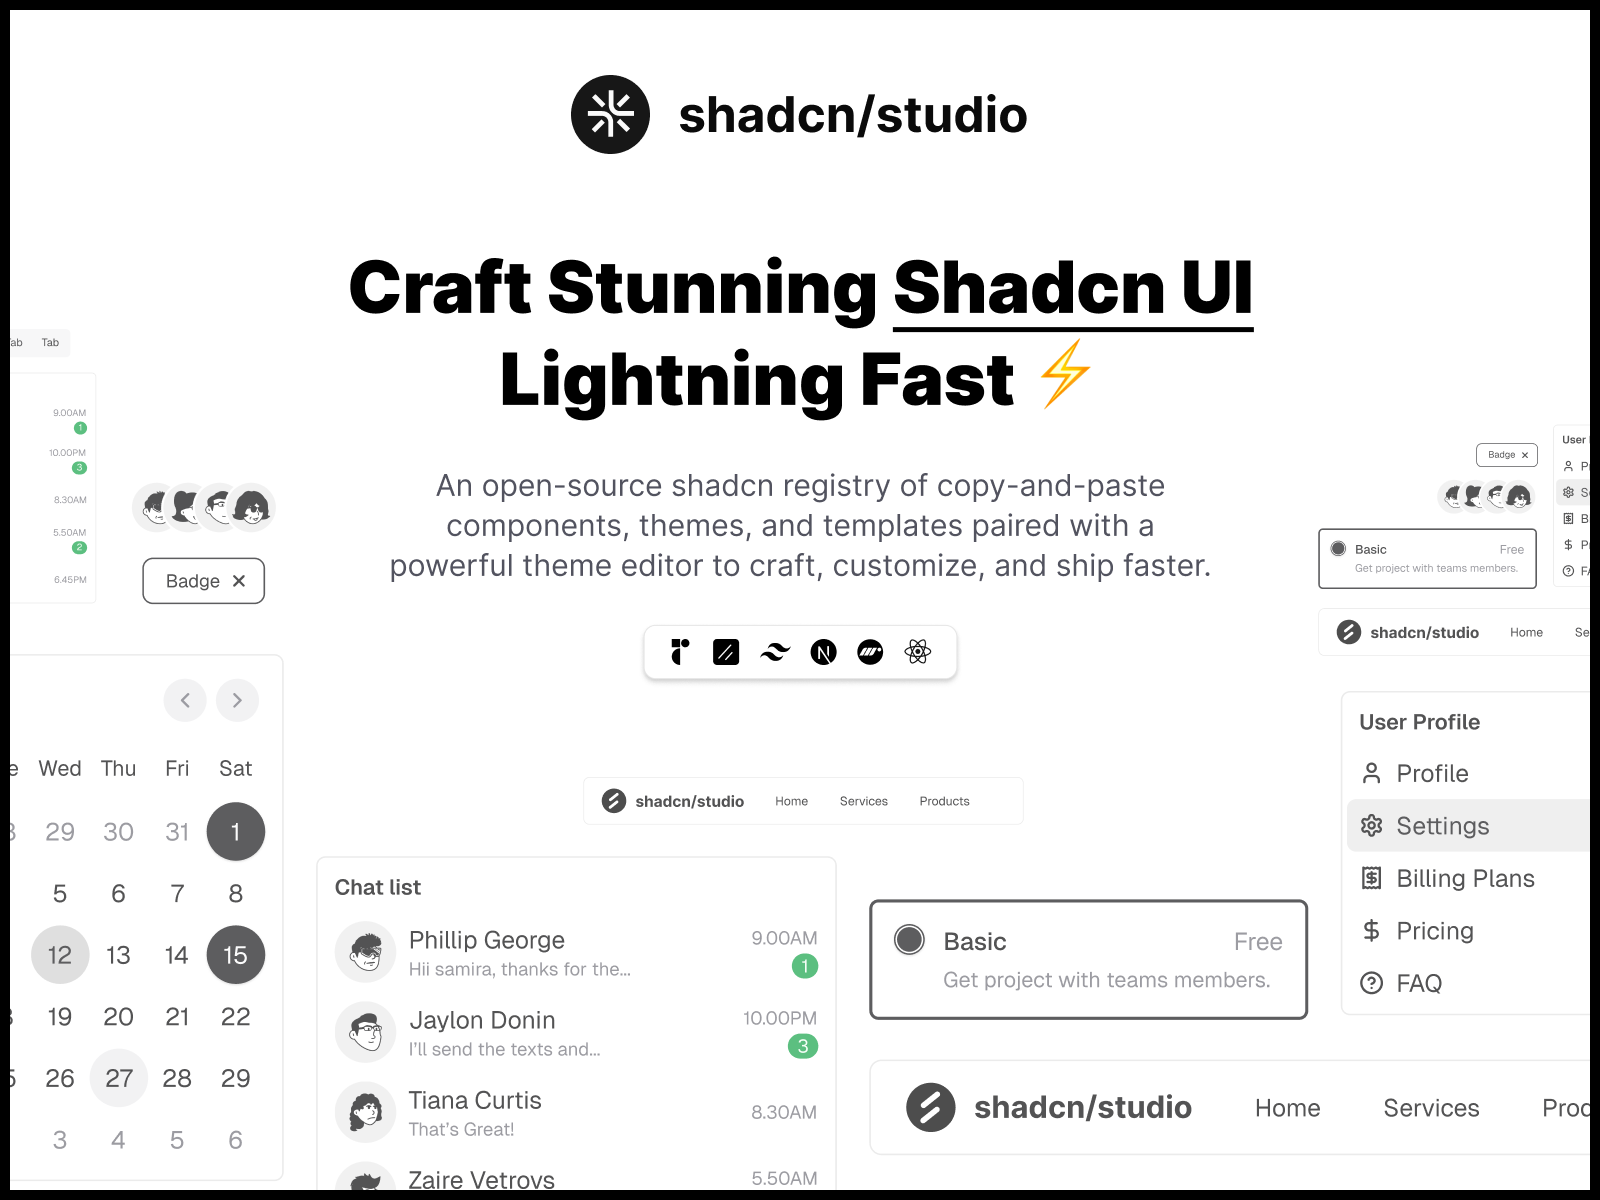 shadcn/studio
Craft Stunning Shadcn UI
Lightning Fast ⚡
An open-source shadcn registry of copy-and-paste
components, themes, and templates paired with a
powerful theme editor to craft, customize, and ship faster.
Tab
9.00AM
1
10.00PM
3
8.30AM
5.50AM
2
6.45PM
Badge ×
Wed Thu Fri Sat
29 30 31 1
5 6 7 8
12 13 14 15
19 20 21 22
26 27 28 29
3 4 5 6
shadcn/studio Home Services Products
Chat list
Phillip George 9.00AM
Hii samira, thanks for the... 1
Jaylon Donin 10.00PM
I'll send the texts and... 3
Tiana Curtis 8.30AM
That's Great!
Zaire Vetrovs 5.50AM
Badge ×
User
Basic Free
Get project with teams members.
shadcn/studio Home
User Profile
Profile
Settings
Billing Plans
Pricing
FAQ
Basic Free
Get project with teams members.
shadcn/studio Home Services